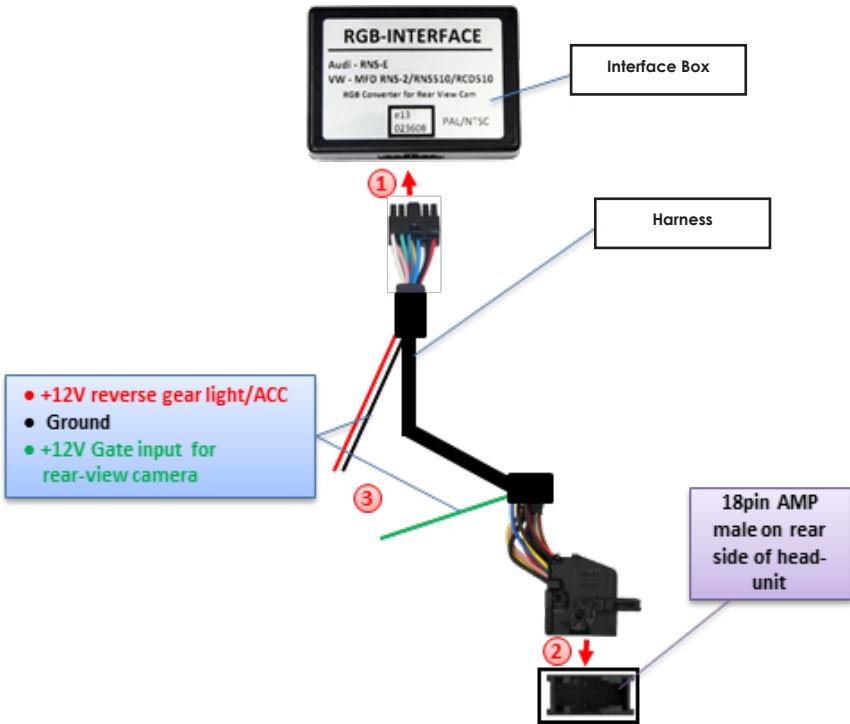 RGB-INTERFACE
Audi - RNS-E
VW - MFD RNS-2/RNS510/RCD510
RGB Converter for Rear View Cam
e13
023608
PAL/NTSC
Interface Box
1
Harness
• +12V reverse gear light/ACC
• Ground
• +12V Gate input for
rear-view camera
3
18pin AMP
male on rear
side of head-
unit
2